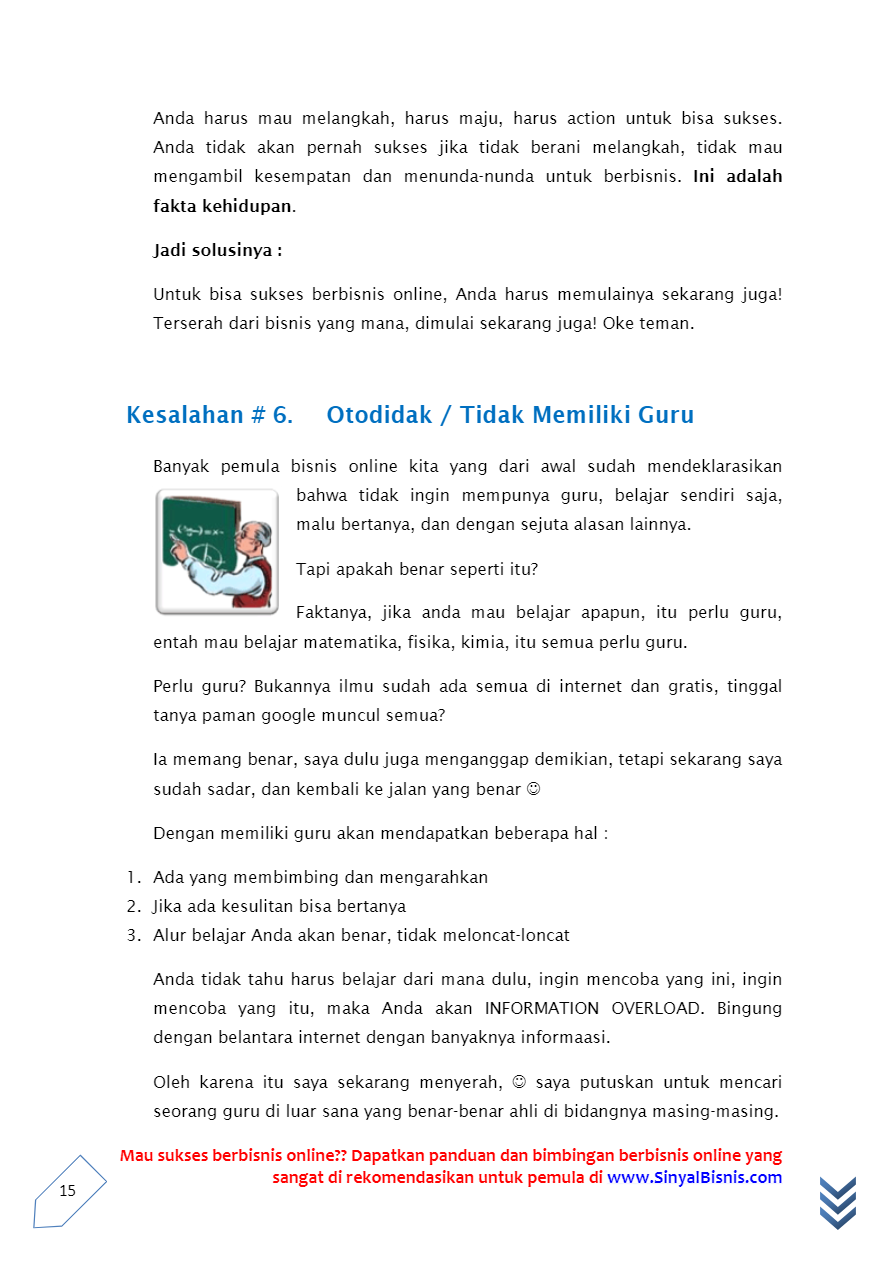 Anda harus mau melangkah, harus maju, harus action untuk bisa sukses.
Anda tidak akan pernah sukses jika tidak berani melangkah, tidak mau
mengambil kesempatan dan menunda-nunda untuk berbisnis. Ini adalah
fakta kehidupan.
Jadi solusinya :
Untuk bisa sukses berbisnis online, Anda harus memulainya sekarang juga!
Terserah dari bisnis yang mana, dimulai sekarang juga! Oke teman.
Kesalahan # 6. Otodidak / Tidak Memiliki Guru
Banyak pemula bisnis online kita yang dari awal sudah mendeklarasikan
bahwa tidak ingin mempunya guru, belajar sendiri saja,
malu bertanya, dan dengan sejuta alasan lainnya.
Tapi apakah benar seperti itu?
Faktanya, jika anda mau belajar apapun, itu perlu guru,
entah mau belajar matematika, fisika, kimia, itu semua perlu guru.
Perlu guru? Bukannya ilmu sudah ada semua di internet dan gratis, tinggal
tanya paman google muncul semua?
Ia memang benar, saya dulu juga menganggap demikian, tetapi sekarang saya
sudah sadar, dan kembali ke jalan yang benar ☺
Dengan memiliki guru akan mendapatkan beberapa hal :
1. Ada yang membimbing dan mengarahkan
2. Jika ada kesulitan bisa bertanya
3. Alur belajar Anda akan benar, tidak meloncat-loncat
Anda tidak tahu harus belajar dari mana dulu, ingin mencoba yang ini, ingin
mencoba yang itu, maka Anda akan INFORMATION OVERLOAD. Bingung
dengan belantara internet dengan banyaknya informaasi.
Oleh karena itu saya sekarang menyerah, ☺ saya putuskan untuk mencari
seorang guru di luar sana yang benar-benar ahli di bidangnya masing-masing.
Mau sukses berbisnis online?? Dapatkan panduan dan bimbingan berbisnis online yang
sangat di rekomendasikan untuk pemula di www.SinyalBisnis.com
15